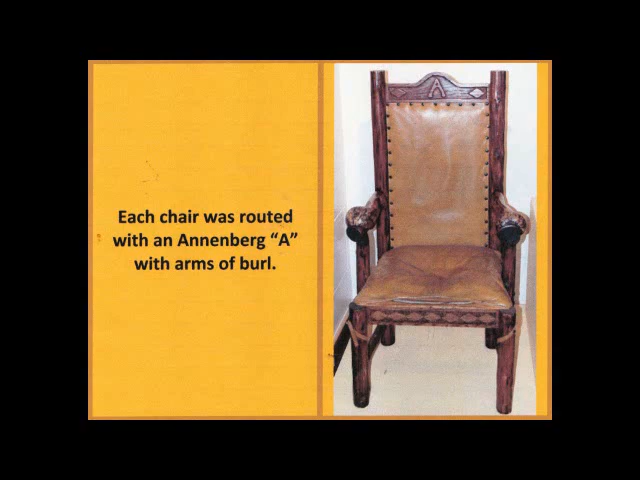 Each chair was routed
with an Annenberg “A”
with arms of burl.
A